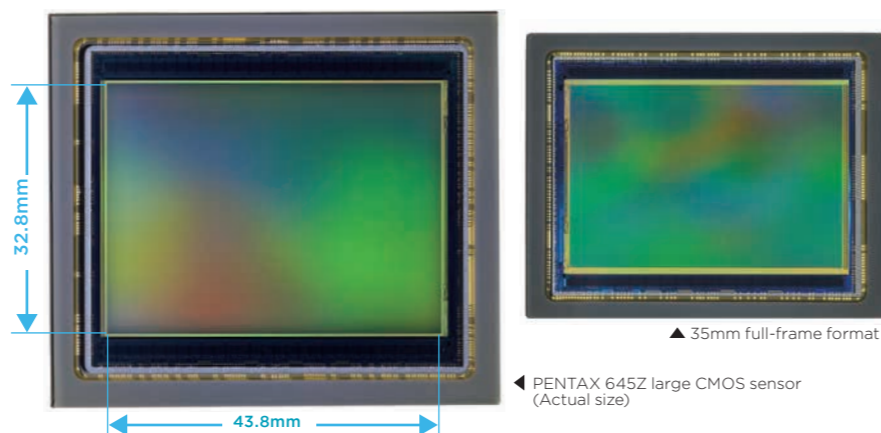 32.8mm
43.8mm
▲ 35mm full-frame format
◀ PENTAX 645Z large CMOS sensor
(Actual size)